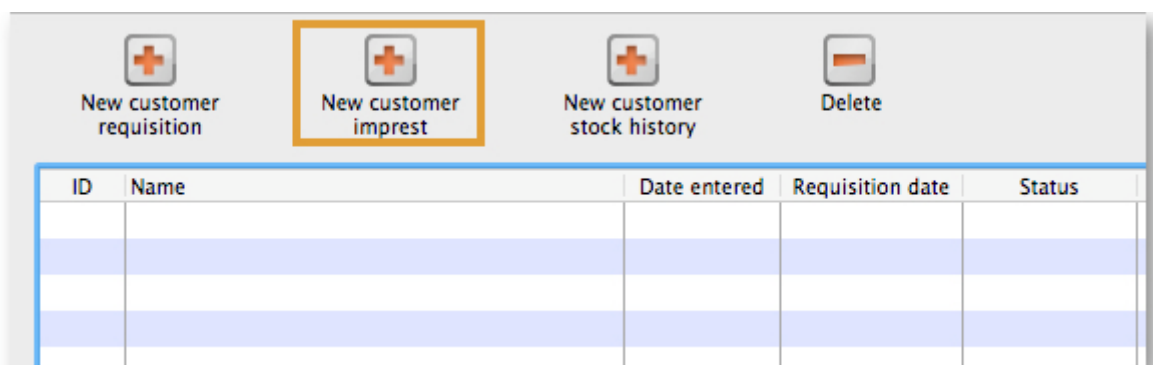 New customer
requisition
New customer
imprest
New customer
stock history
Delete
ID Name Date entered Requisition date Status